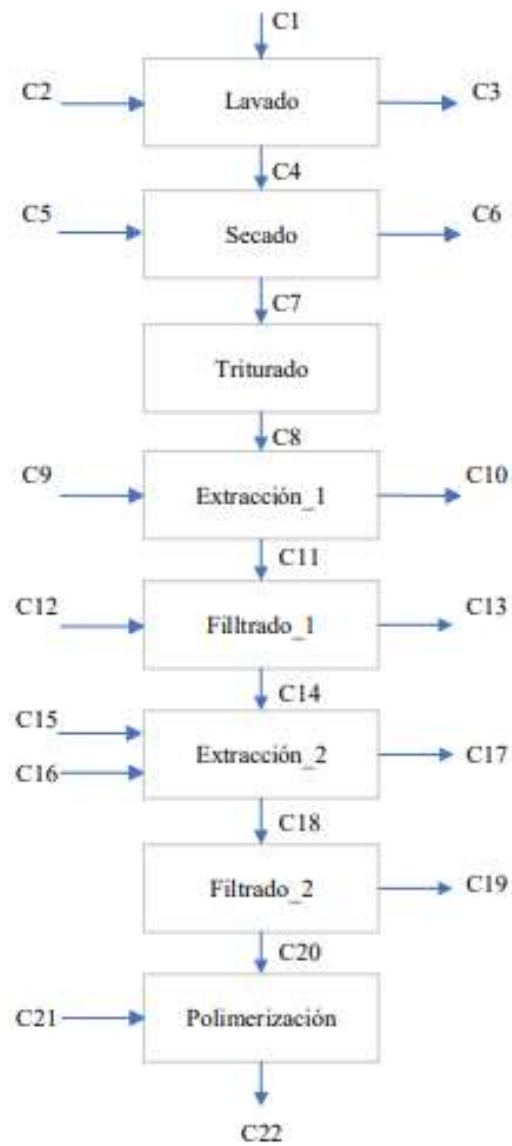 C1
C2
Lavado
C3
C4
C5
Secado
C6
C7
Triturado
C8
C9
Extracción_1
C10
C11
C12
Filltrado_1
C13
C14
C15
C16
Extracción_2
C17
C18
Filtrado_2
C19
C20
C21
Polimerización
C22